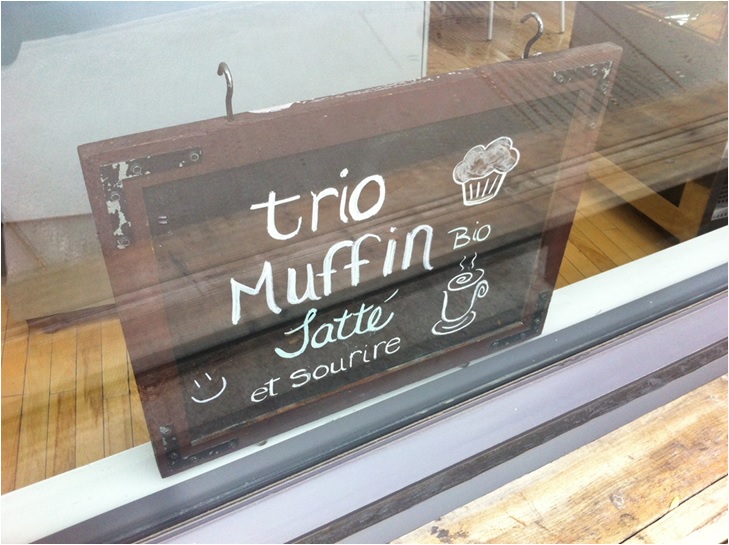 trio
Muffin Bio
Latté
et Sourire